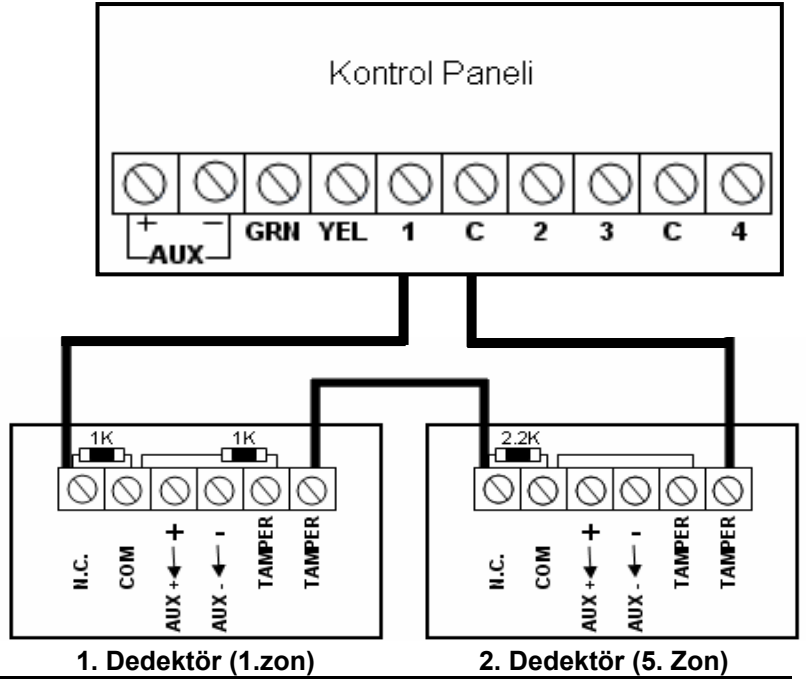 Kontrol Paneli
+ −
AUX
GRN YEL 1 C 2 3 C 4
1K 1K
N.C. COM AUX + + AUX - - TAMPER TAMPER
2.2K
N.C. COM AUX + + AUX - - TAMPER TAMPER
1. Dedektör (1.zon)
2. Dedektör (5. Zon)